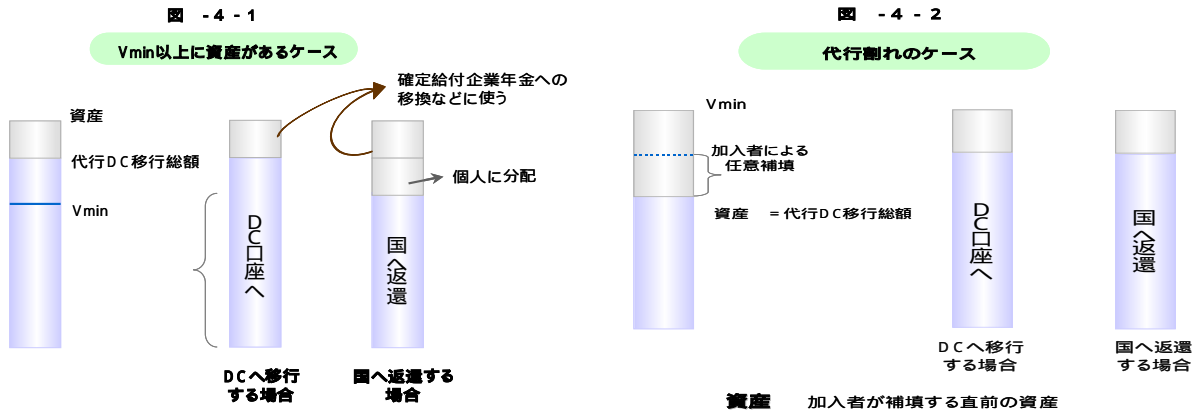 図 -4-1
Vmin以上に資産があるケース
確定給付企業年金への
移換などに使う
資産
代行DC移行総額
Vmin
個人に分配
DC口座へ
国へ返還
DCへ移行
する場合
国へ返還する
場合
図 -4-2
代行割れのケース
Vmin
加入者による
任意補填
資産 =代行DC移行総額
DC口座へ
国へ返還
DCへ移行
する場合
国へ返還
する場合
資産 加入者が補填する直前の資産